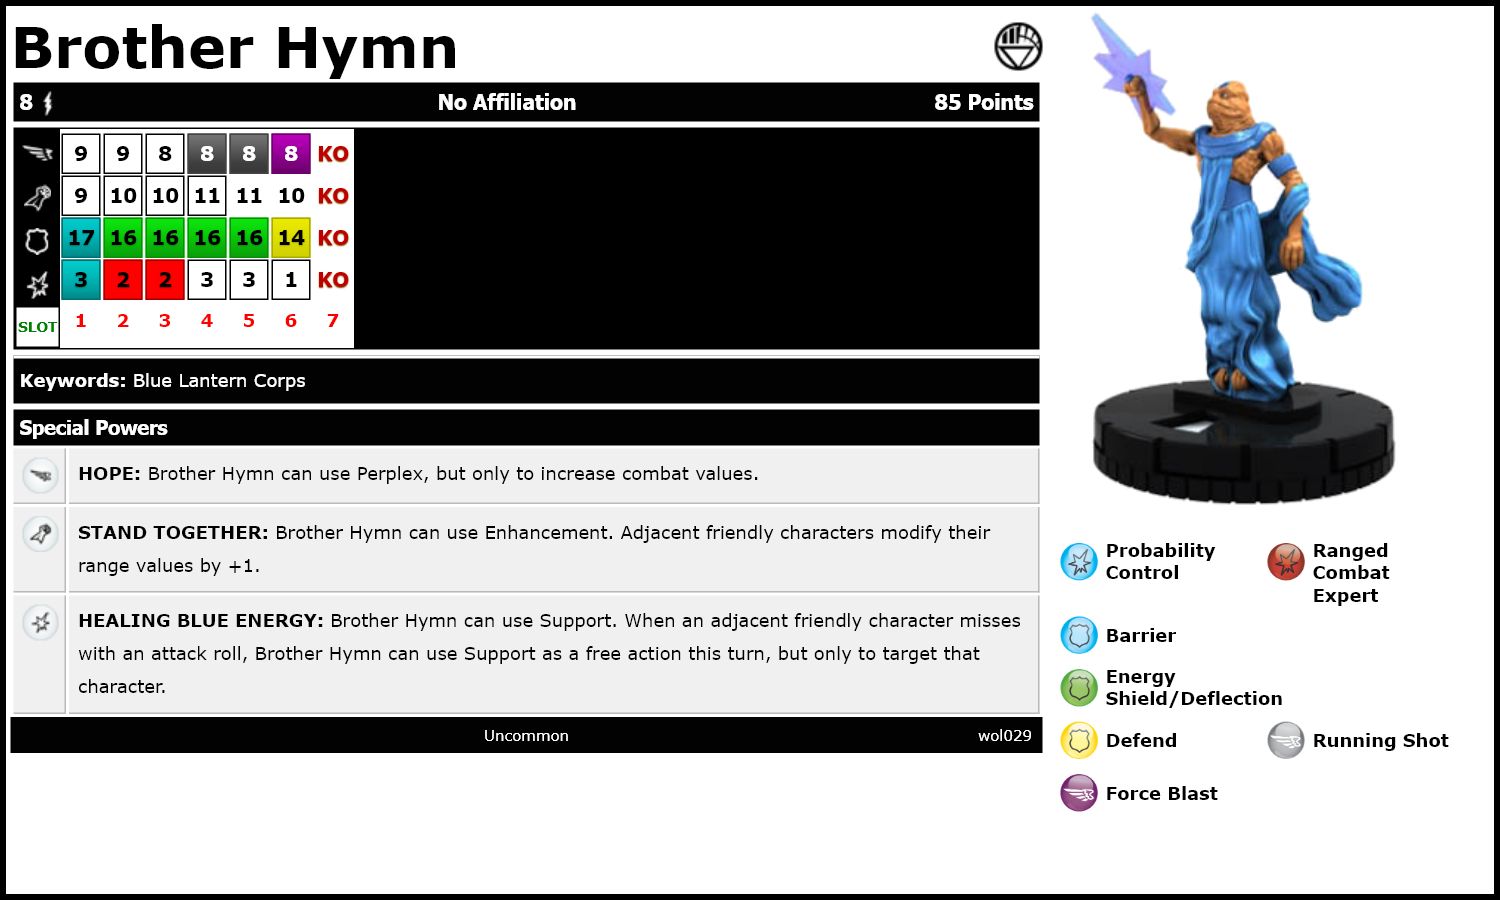 Brother Hymn
8 No Affiliation 85 Points
9 9 8 8 8 8 KO
9 10 10 11 11 10 KO
17 16 16 16 16 14 KO
3 2 2 3 3 1 KO
SLOT 1 2 3 4 5 6 7
Keywords: Blue Lantern Corps
Special Powers
HOPE: Brother Hymn can use Perplex, but only to increase combat values.
STAND TOGETHER: Brother Hymn can use Enhancement. Adjacent friendly characters modify their
range values by +1.
HEALING BLUE ENERGY: Brother Hymn can use Support. When an adjacent friendly character misses
with an attack roll, Brother Hymn can use Support as a free action this turn, but only to target that
character.
Uncommon wol029
Probability
Control
Ranged
Combat
Expert
Barrier
Energy
Shield/Deflection
Defend
Running Shot
Force Blast